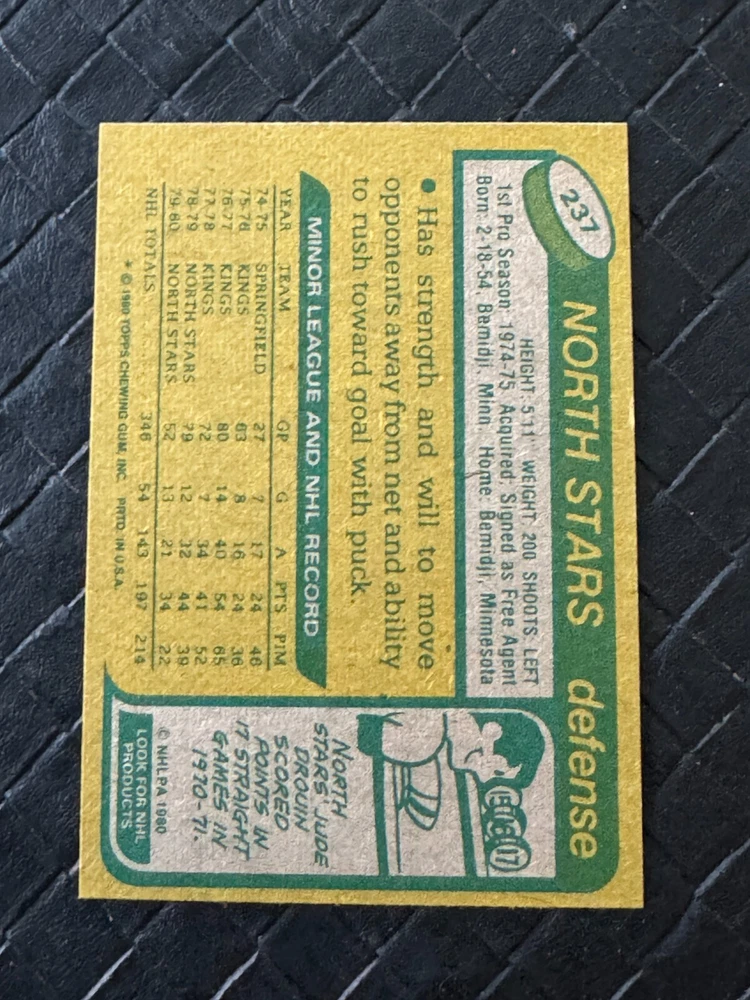 237
NORTH STARS defense
HEIGHT: 5'11" WEIGHT: 200 SHOOTS: LEFT
1st Pro Season: 1974-75 Acquired: Signed as Free Agent
Born: 2-18-54, Bemidji, Minn. Home: Bemidji, Minnesota
• Has strength and will to move
opponents away from net and ability
to rush toward goal with puck.
MINOR LEAGUE AND NHL RECORD
YEAR TEAM GP G A PTS PIM
74-75 SPRINGFIELD 27 7 17 24 46
75-76 KINGS 63 8 16 24 36
76-77 KINGS 80 14 40 54 65
77-78 KINGS 72 7 34 41 52
78-79 NORTH STARS 79 12 32 44 39
79-80 NORTH STARS 52 13 21 34 22
NHL TOTALS 346 54 143 197 214
* © 1980 TOPPS CHEWING GUM, INC. PRTD. IN U.S.A.
17
NORTH
STARS' JUDE
DROUIN
SCORED
POINTS IN
17 STRAIGHT
GAMES IN
1970-71.
© NHLPA 1980
LOOK FOR NHL
PRODUCTS